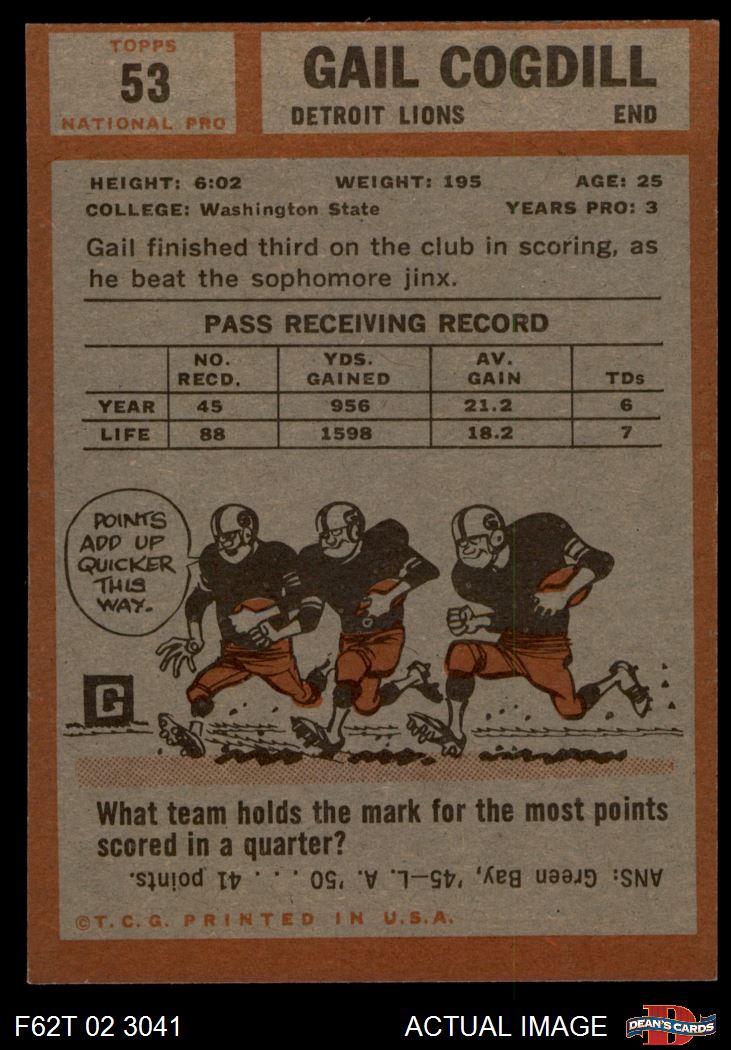 TOPPS
53
NATIONAL PRO
GAIL COGDILL
DETROIT LIONS END
HEIGHT: 6:02 WEIGHT: 195 AGE: 25
COLLEGE: Washington State YEARS PRO: 3
Gail finished third on the club in scoring, as
he beat the sophomore jinx.
PASS RECEIVING RECORD
NO. RECD. YDS. GAINED AV. GAIN TDs
YEAR 45 956 21.2 6
LIFE 88 1598 18.2 7
POINTS
ADD UP
QUICKER
THIS
WAY.
G
What team holds the mark for the most points
scored in a quarter?
ANS: Green Bay, '45—L. A. '50 . . . 41 points.
©T.C.G. PRINTED IN U.S.A.
F62T 02 3041 ACTUAL IMAGE
D
DEAN'S CARDS